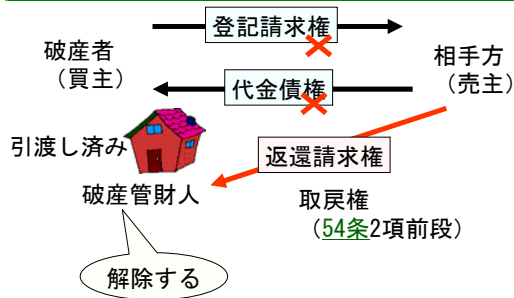 登記請求権
破産者
（買主）
相手方
（売主）
代金債権
引渡し済み
返還請求権
破産管財人
取戻権
（54条2項前段）
解除する